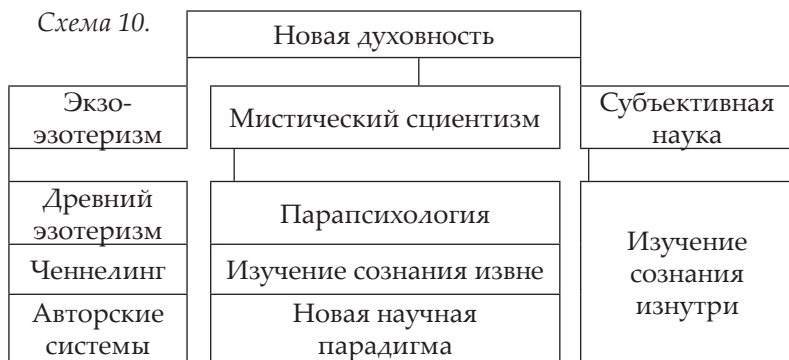 Схема 10.
Новая духовность
Экзо-
эзотеризм
Мистический сциентизм
Субъективная
наука
Древний
эзотеризм
Парапсихология
Ченнелинг
Изучение сознания извне
Авторские
системы
Новая научная
парадигма
Изучение
сознания
изнутри